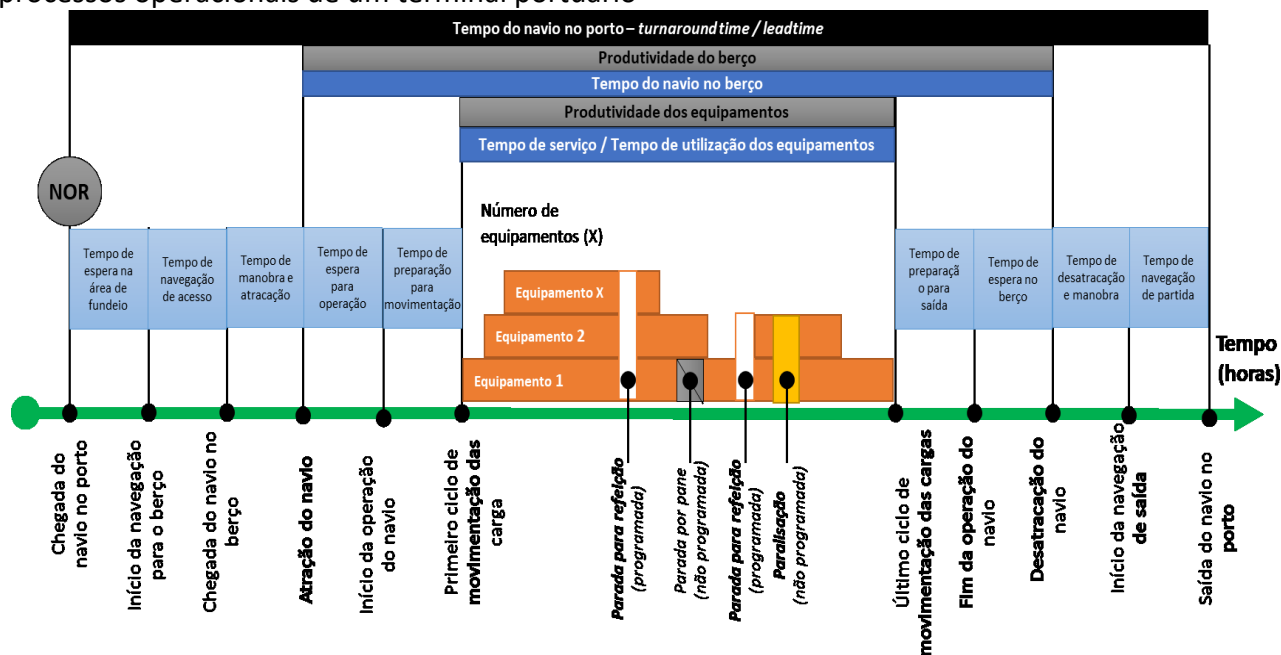 processos operacionais de um terminal portuário
Tempo do navio no porto – turnaround time / leadtime
Produtividade do berço
Tempo do navio no berço
Produtividade dos equipamentos
Tempo de serviço / Tempo de utilização dos equipamentos
NOR
Número de
equipamentos (X)
Tempo de
espera na
área de
fundeio
Tempo de
navegação
de acesso
Tempo de
manobra e
atracação
Tempo de
espera
para
operação
Tempo de
preparação
para
movimentação
Equipamento X
Equipamento 2
Equipamento 1
Tempo de
preparaçã
o para
saída
Tempo de
espera no
berço
Tempo de
desatracação
e manobra
Tempo de
navegação
de partida
Tempo
(horas)
Chegada do
navio no porto
Início da navegação
para o berço
Chegada do navio no
berço
Atração do navio
Início da operação
do navio
Primeiro ciclo de
movimentação das
carga
Parada para refeição
(programada)
Parada por pane
(não programada)
Parada para refeição
(programada)
Paralisação
(não programada)
Último ciclo de
movimentação das cargas
Fim da operação do
navio
Desatracação do
navio
Início da navegação
de saída
Saída do navio no
porto